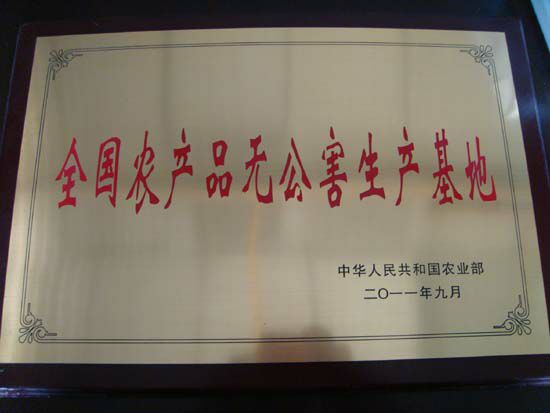 全国农产品无公害生产基地
中华人民共和国农业部
二〇一一年九月